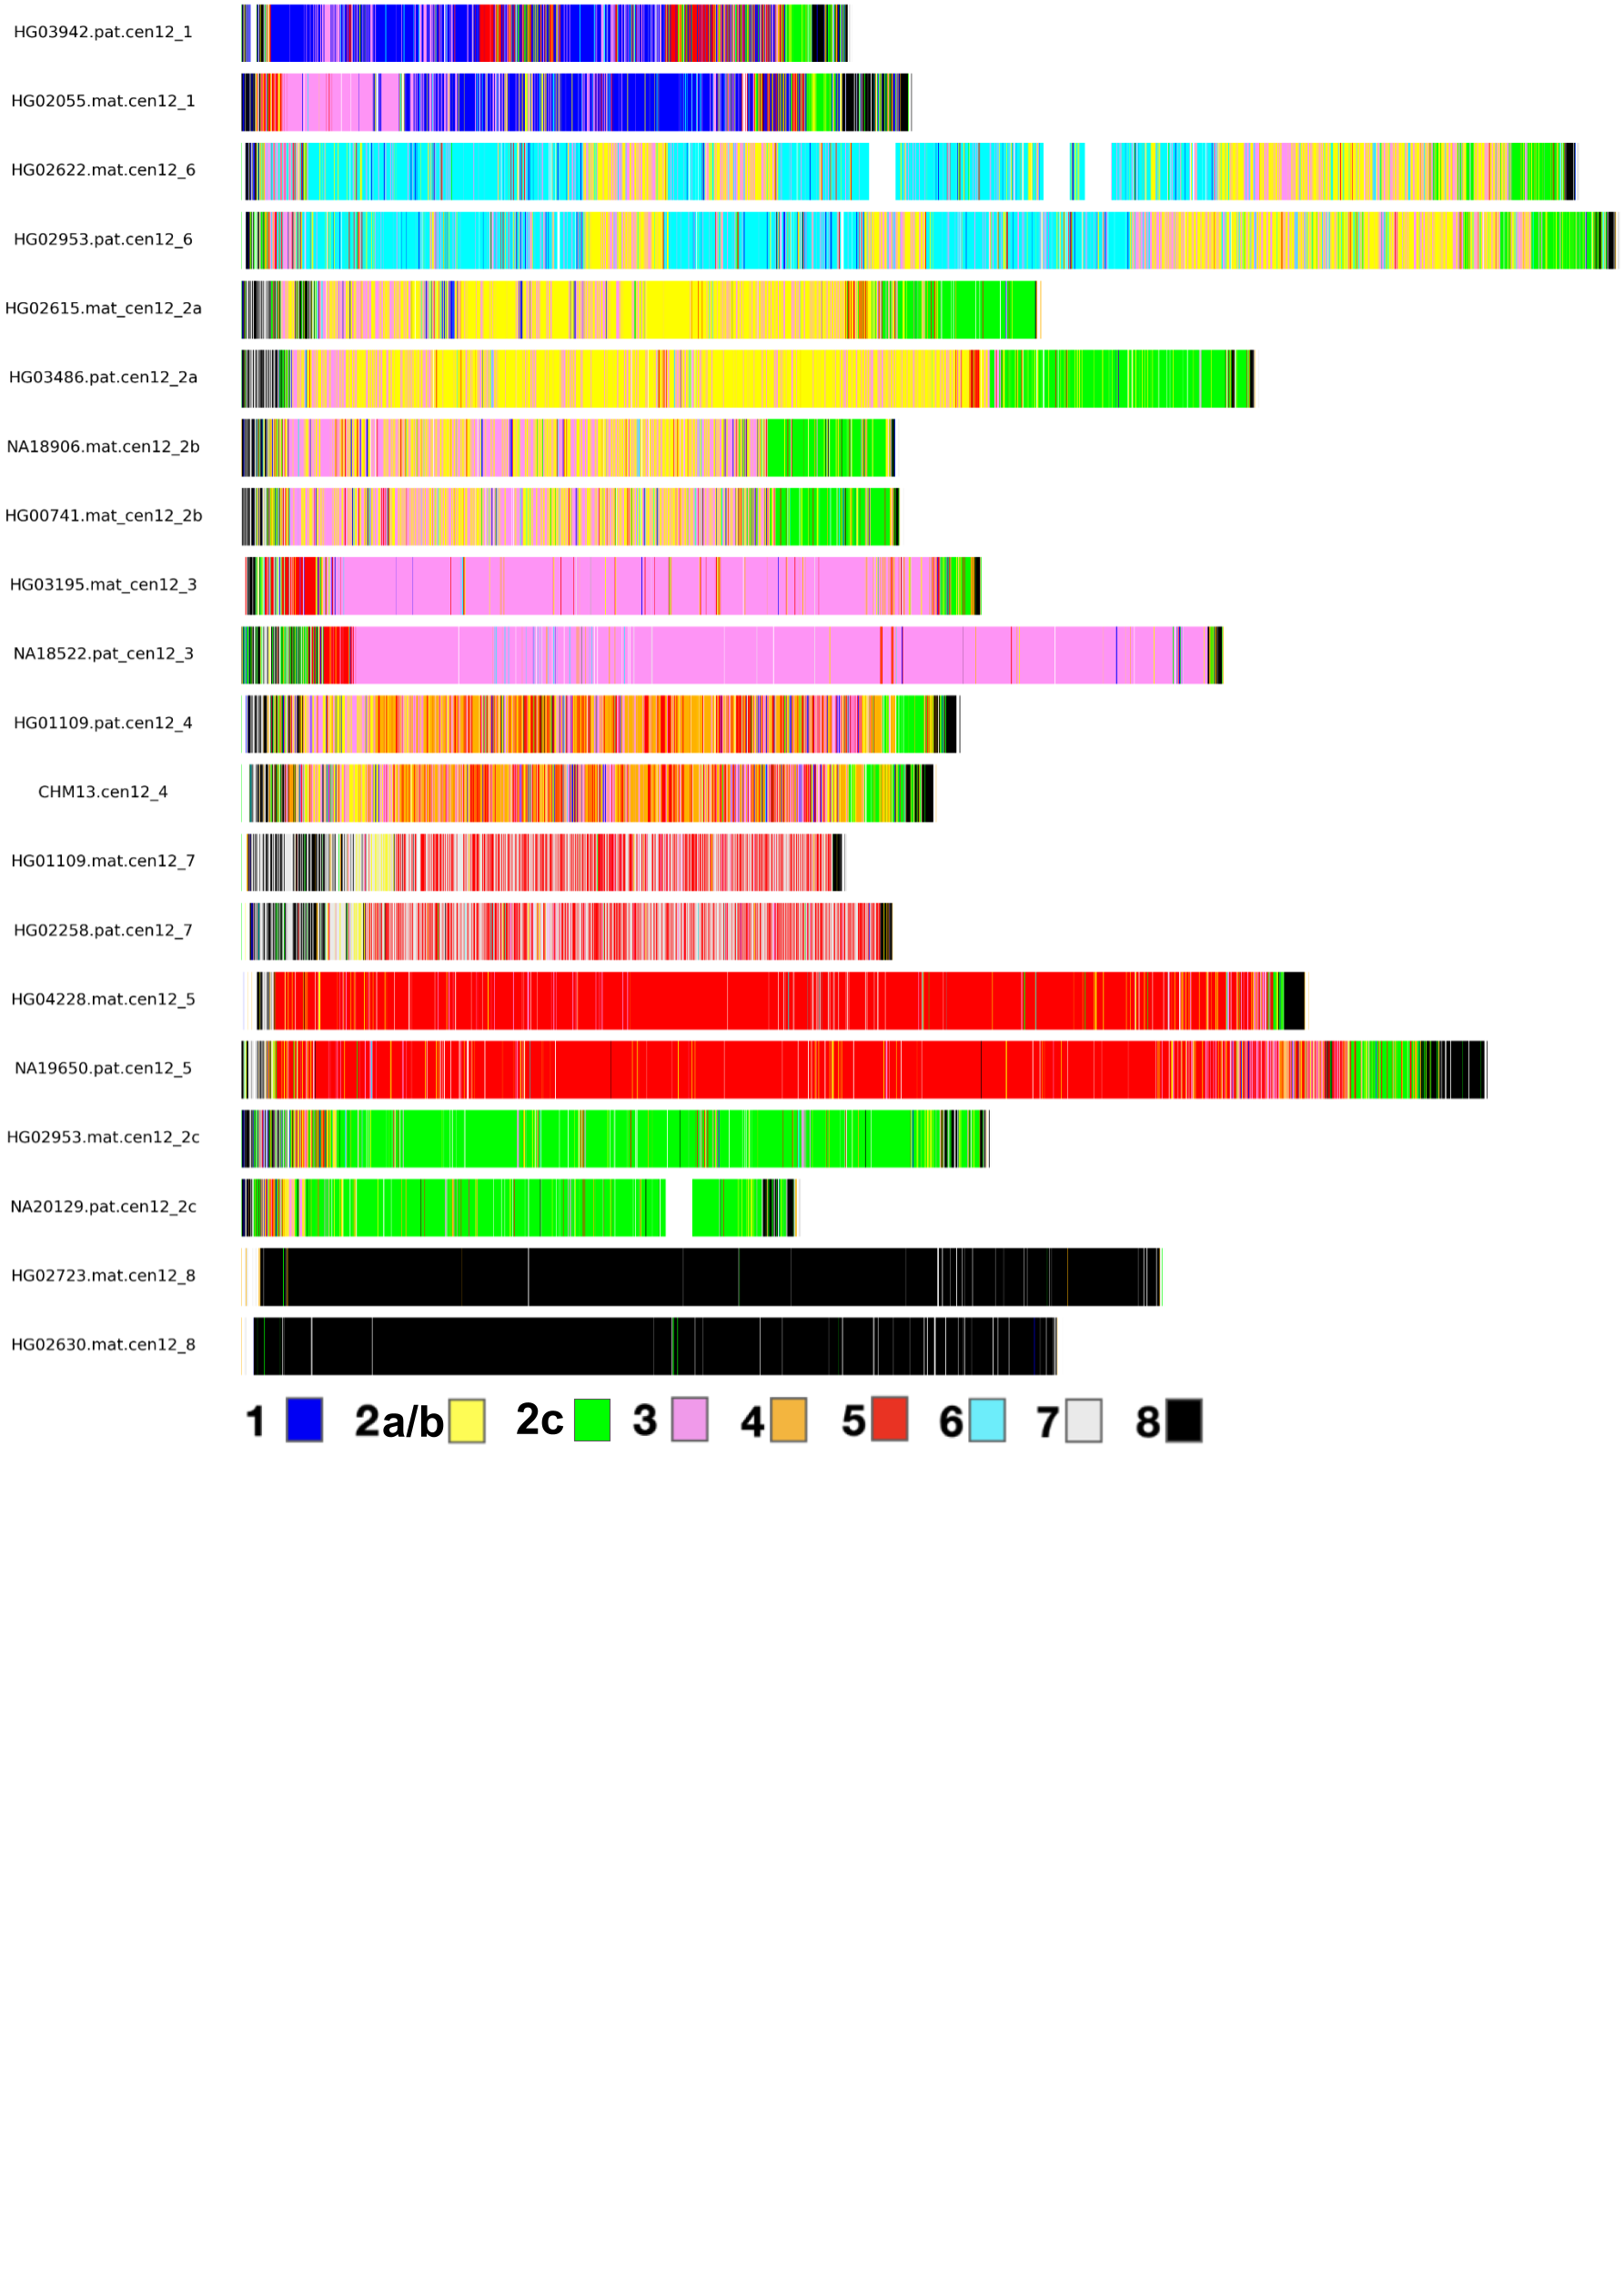 HG03942.pat.cen12_1
HG02055.mat.cen12_1
HG02622.mat.cen12_6
HG02953.pat.cen12_6
HG02615.mat_cen12_2a
HG03486.pat.cen12_2a
NA18906.mat.cen12_2b
HG00741.mat_cen12_2b
HG03195.mat_cen12_3
NA18522.pat_cen12_3
HG01109.pat.cen12_4
CHM13.cen12_4
HG01109.mat.cen12_7
HG02258.pat.cen12_7
HG04228.mat.cen12_5
NA19650.pat.cen12_5
HG02953.mat.cen12_2c
NA20129.pat.cen12_2c
HG02723.mat.cen12_8
HG02630.mat.cen12_8
1 2a/b 2c 3 4 5 6 7 8